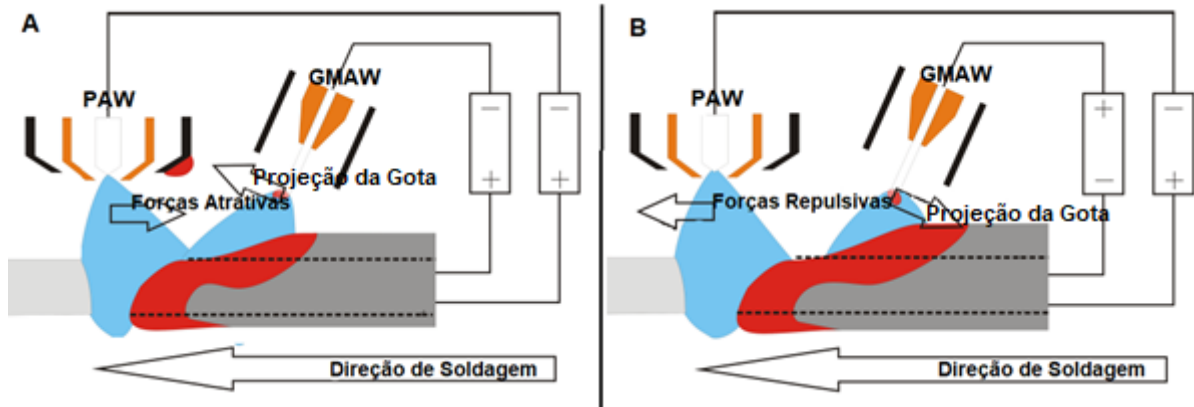 A
PAW
GMAW
−
−
+
+
Projeção da Gota
Forças Atrativas
Direção de Soldagem
B
PAW
GMAW
+
−
−
+
Forças Repulsivas
Projeção da Gota
Direção de Soldagem